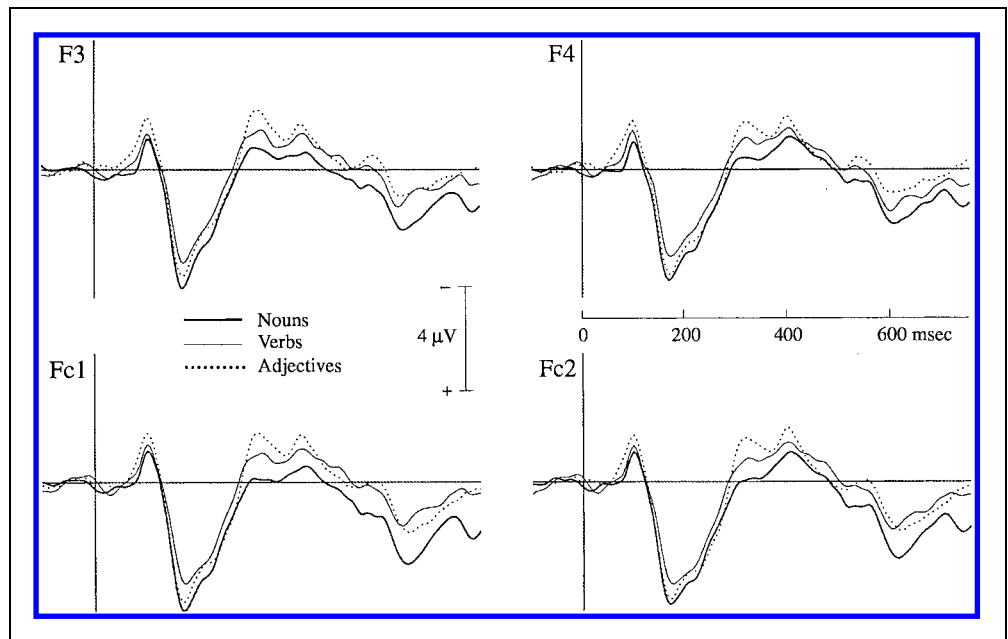 F3
F4
−
Nouns
Verbs
Adjectives
4 µV
+
0 200 400 600 msec
Fc1
Fc2